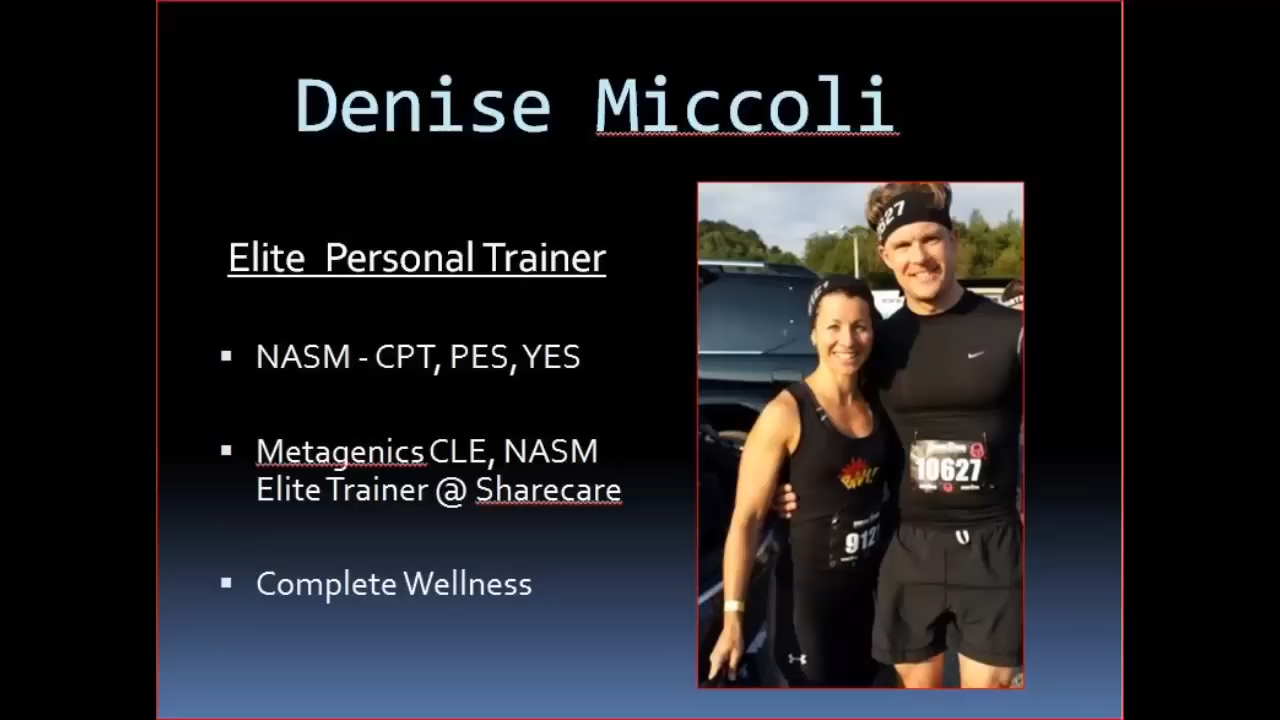 Denise Miccoli
Elite Personal Trainer
NASM - CPT, PES, YES
Metagenics CLE, NASM
Elite Trainer @ Sharecare
Complete Wellness
10627